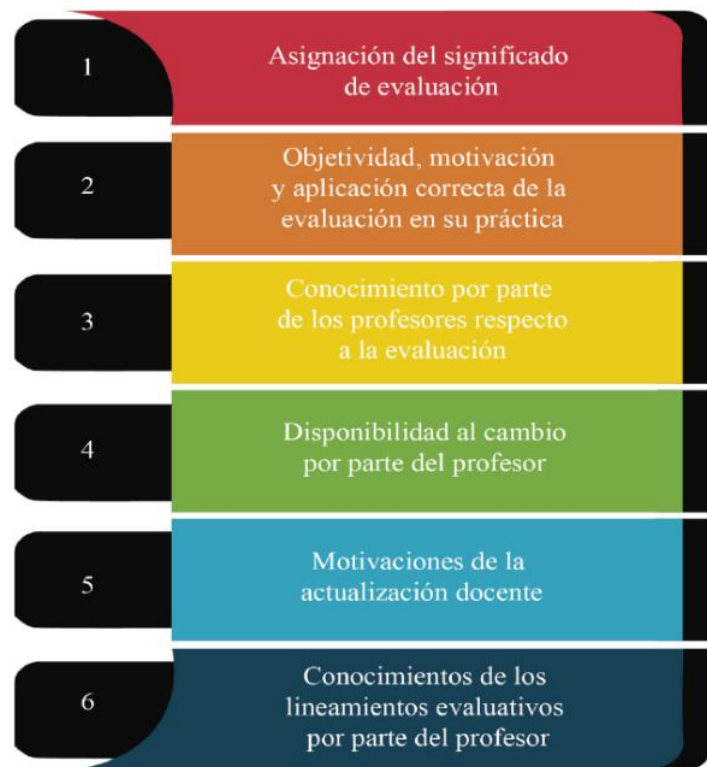 1
Asignación del significado
de evaluación
2
Objetividad, motivación
y aplicación correcta de la
evaluación en su práctica
3
Conocimiento por parte
de los profesores respecto
a la evaluación
4
Disponibilidad al cambio
por parte del profesor
5
Motivaciones de la
actualización docente
6
Conocimientos de los
lineamientos evaluativos
por parte del profesor